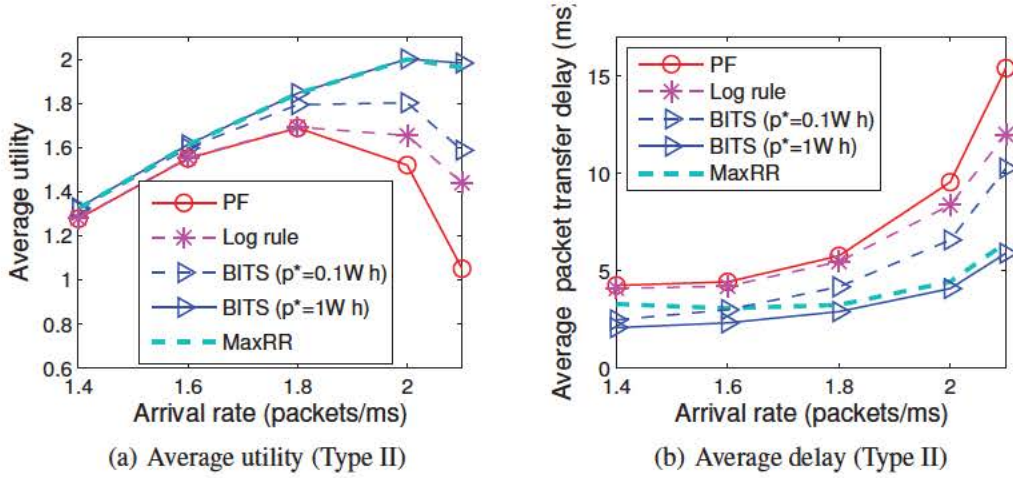 2
1.8
1.6
1.4
1.2
1
0.8
0.6
Average utility
PF
Log rule
BITS (p*=0.1W h)
BITS (p*=1W h)
MaxRR
1.4 1.6 1.8 2
Arrival rate (packets/ms)
(a) Average utility (Type II)
15
10
5
0
Average packet transfer delay (ms)
PF
Log rule
BITS (p*=0.1W h)
BITS (p*=1W h)
MaxRR
1.4 1.6 1.8 2
Arrival rate (packets/ms)
(b) Average delay (Type II)